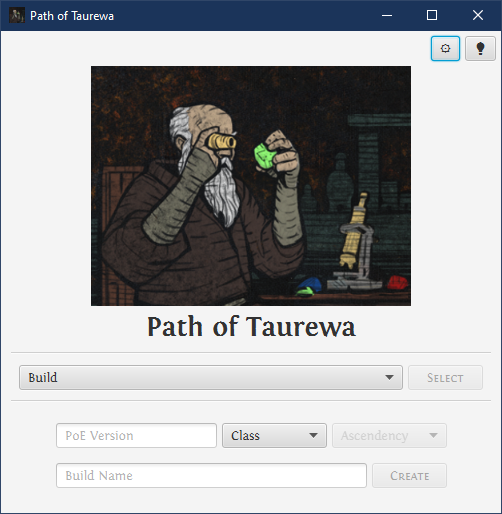 Path of Taurewa
Path of Taurewa
Build Select
PoE Version Class Ascendency
Build Name Create